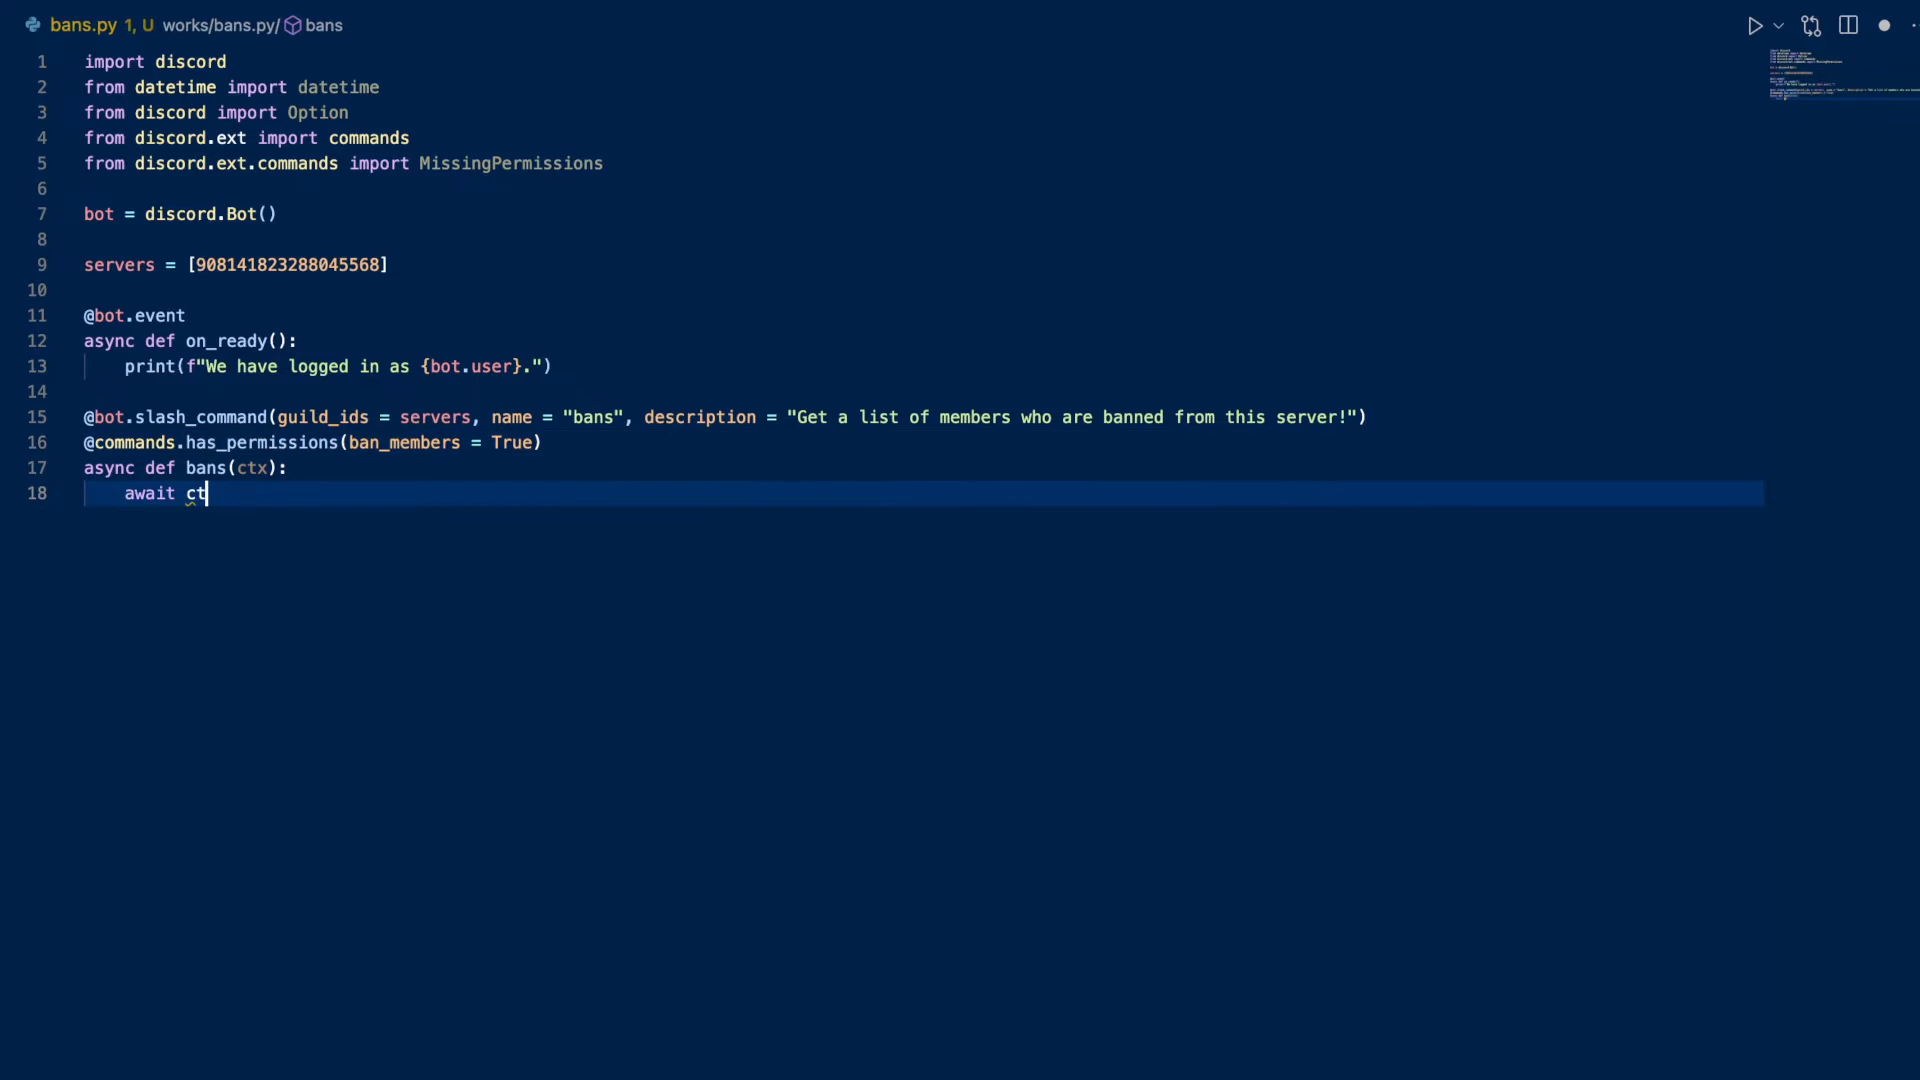 bans.py 1, U works/bans.py/ bans
1 import discord
2 from datetime import datetime
3 from discord import Option
4 from discord.ext import commands
5 from discord.ext.commands import MissingPermissions
6
7 bot = discord.Bot()
8
9 servers = [908141823288045568]
10
11 @bot.event
12 async def on_ready():
13 print(f"We have logged in as {bot.user}.")
14
15 @bot.slash_command(guild_ids = servers, name = "bans", description = "Get a list of members who are banned from this server!")
16 @commands.has_permissions(ban_members = True)
17 async def bans(ctx):
18 await ct